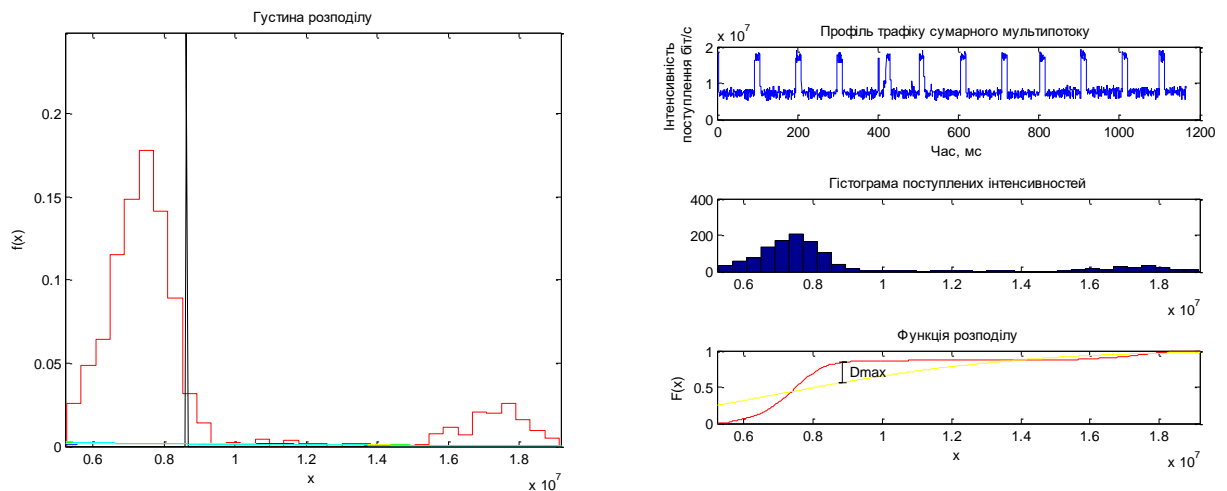 Густина розподілу
0.2
0.15
0.1
0.05
0
f(x)
0.6 0.8 1 1.2 1.4 1.6 1.8
x
x 10^7
Профіль трафіку сумарного мультипотоку
x 10^7
2
1
0
Інтенсивність
поступлення біт/с
0 200 400 600 800 1000 1200
Час, мс
Гістограма поступлених інтенсивностей
400
200
0
0.6 0.8 1 1.2 1.4 1.6 1.8
x 10^7
Функція розподілу
1
0.5
0
F(x)
Dmax
0.6 0.8 1 1.2 1.4 1.6 1.8
x
x 10^7